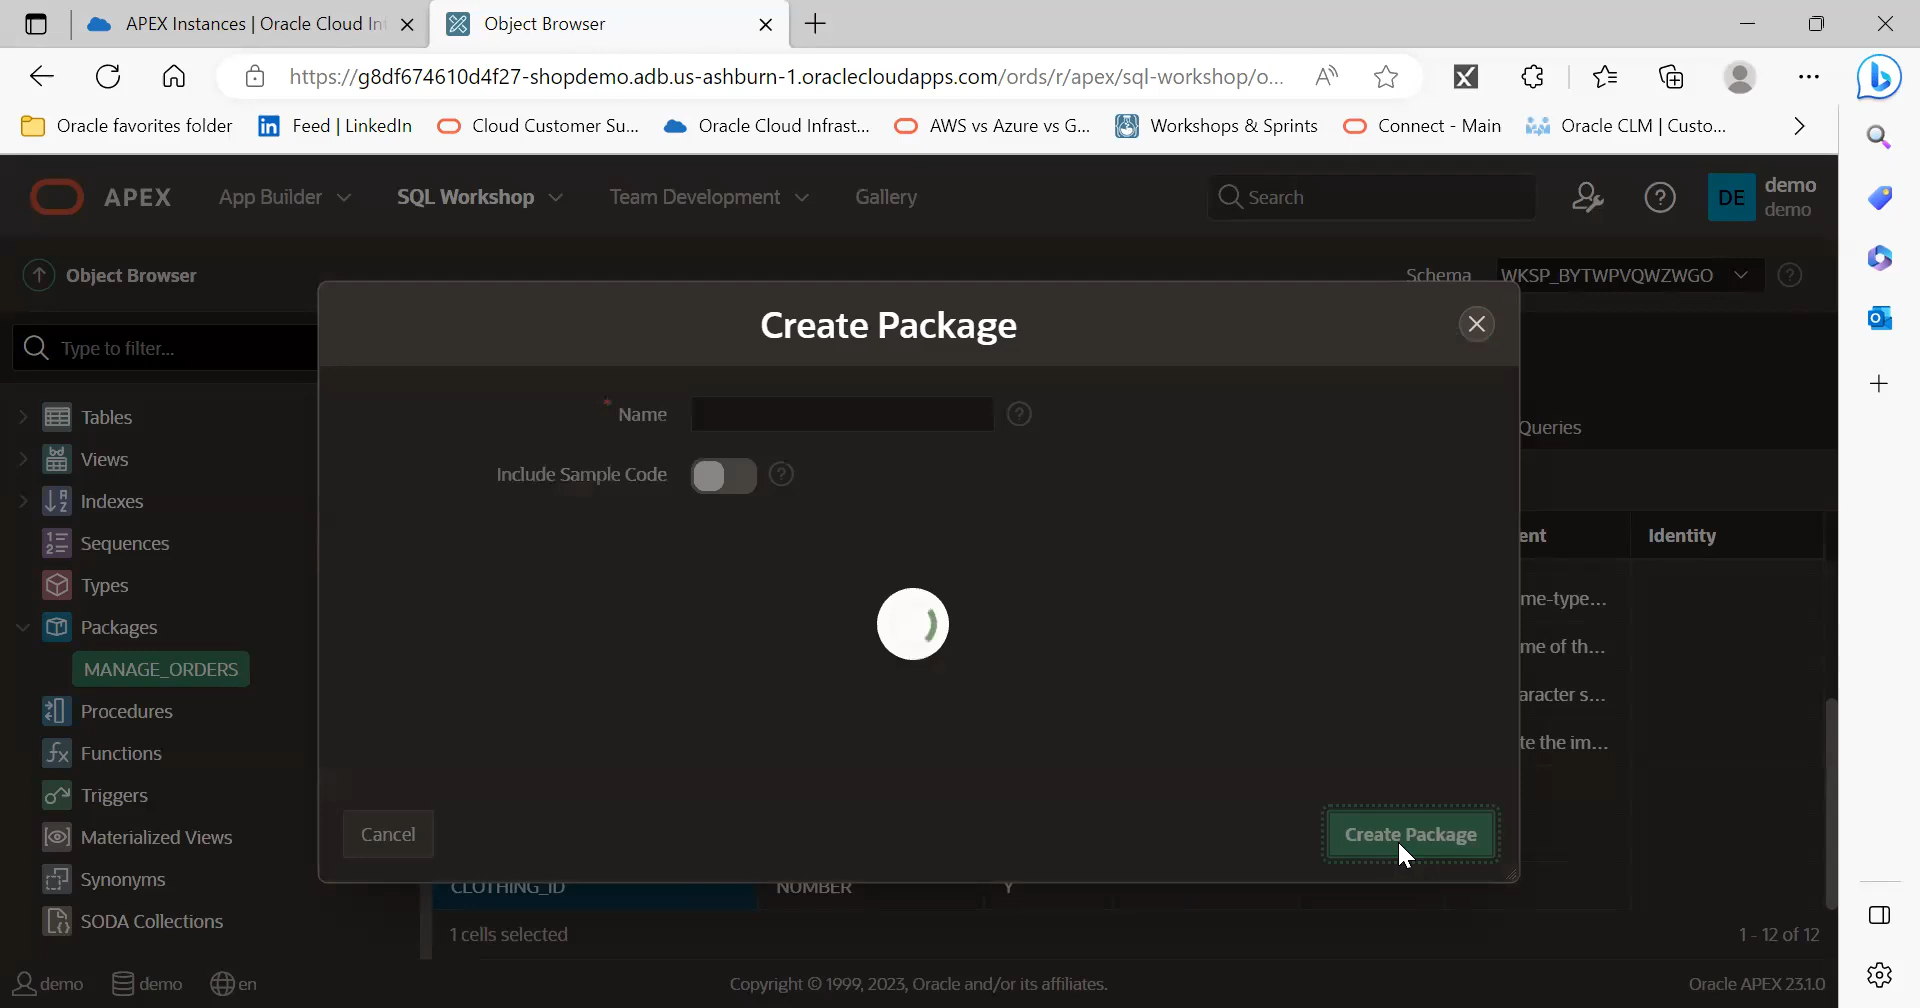 APEX Instances | Oracle Cloud In
Object Browser
https://g8df674610d4f27-shopdemo.adb.us-ashburn-1.oraclecloudapps.com/ords/r/apex/sql-workshop/o...
Oracle favorites folder
Feed | LinkedIn
Cloud Customer Su...
Oracle Cloud Infrast...
AWS vs Azure vs G...
Workshops & Sprints
Connect - Main
Oracle CLM | Custo...
APEX
App Builder
SQL Workshop
Team Development
Gallery
Search
DE
demo
demo
Object Browser
Schema
WKSP_BYTWPVQWZWGO
Type to filter...
Create Package
* Name
Include Sample Code
Queries
Tables
Views
Indexes
Sequences
Types
Packages
MANAGE_ORDERS
Procedures
Functions
Triggers
Materialized Views
Synonyms
SODA Collections
ent
Identity
me-type...
me of th...
aracter s...
te the im...
Cancel
Create Package
CLOTHING_ID
NUMBER
Y
1 cells selected
1 - 12 of 12
demo
demo
en
Copyright © 1999, 2023, Oracle and/or its affiliates.
Oracle APEX 23.1.0